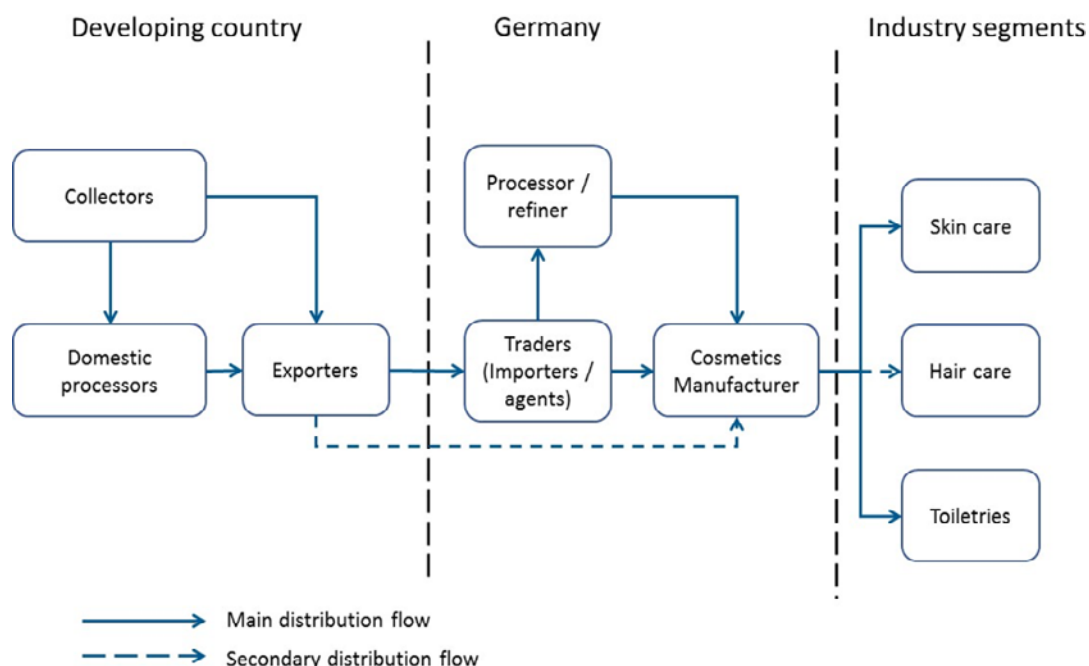 Developing country
Germany
Industry segments
Collectors
Processor /
refiner
Skin care
Domestic
processors
Exporters
Traders
(Importers /
agents)
Cosmetics
Manufacturer
Hair care
Toiletries
Main distribution flow
Secondary distribution flow